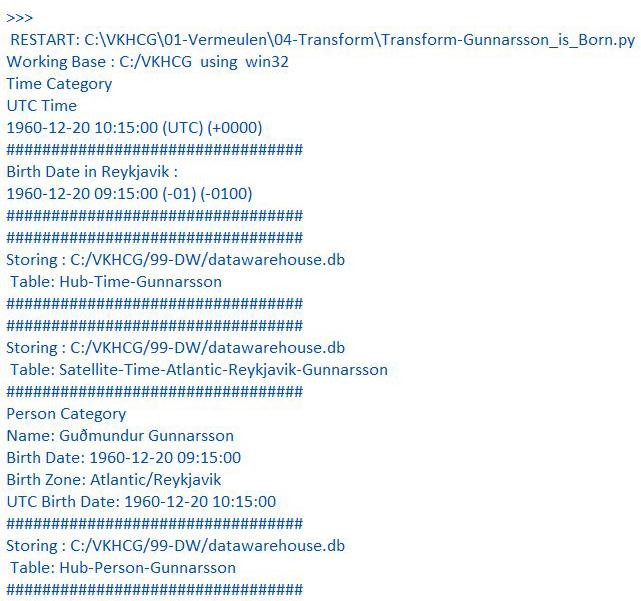 >>>
RESTART: C:\VKHCG\01-Vermeulen\04-Transform\Transform-Gunnarsson_is_Born.py
Working Base : C:/VKHCG  using  win32
Time Category
UTC Time
1960-12-20 10:15:00 (UTC) (+0000)
#################################
Birth Date in Reykjavik :
1960-12-20 09:15:00 (-01) (-0100)
#################################
#################################
Storing : C:/VKHCG/99-DW/datawarehouse.db
Table: Hub-Time-Gunnarsson
#################################
#################################
Storing : C:/VKHCG/99-DW/datawarehouse.db
Table: Satellite-Time-Atlantic-Reykjavik-Gunnarsson
#################################
Person Category
Name: Guðmundur Gunnarsson
Birth Date: 1960-12-20 09:15:00
Birth Zone: Atlantic/Reykjavik
UTC Birth Date: 1960-12-20 10:15:00
#################################
Storing : C:/VKHCG/99-DW/datawarehouse.db
Table: Hub-Person-Gunnarsson
#################################